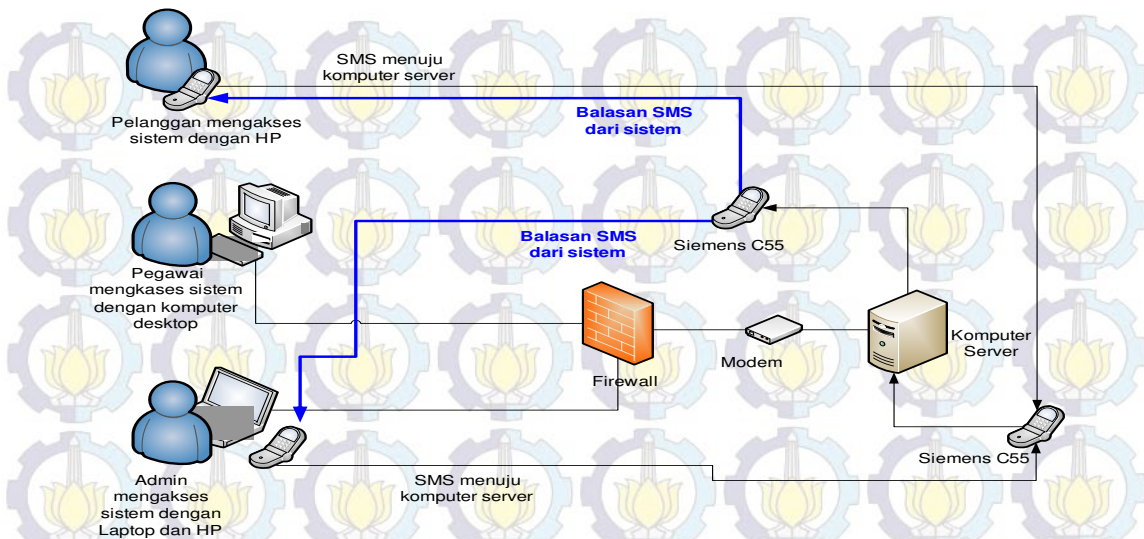 SMS menuju
komputer server
Pelanggan mengakses
sistem dengan HP
Balasan SMS
dari sistem
Siemens C55
Balasan SMS
dari sistem
Pegawai
mengkases sistem
dengan komputer
desktop
Firewall
Modem
Komputer
Server
Siemens C55
Admin
mengakses
sistem dengan
Laptop dan HP
SMS menuju
komputer server